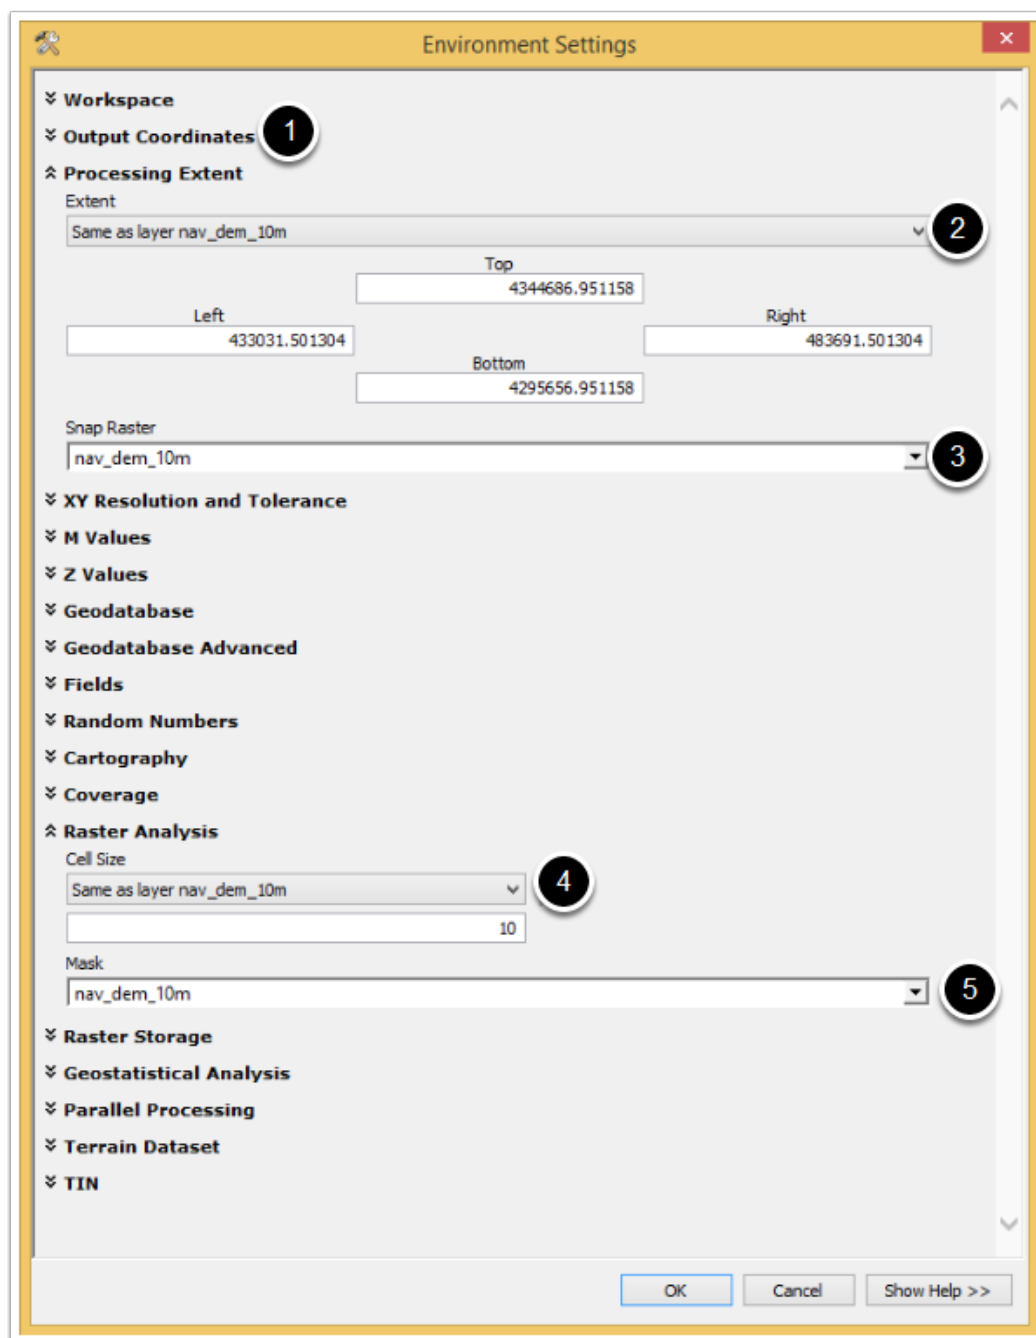 Environment Settings
Workspace
Output Coordinates 1
Processing Extent
Extent
Same as layer nav_dem_10m 2
Top
4344686.951158
Left Right
433031.501304 483691.501304
Bottom
4295656.951158
Snap Raster
nav_dem_10m 3
XY Resolution and Tolerance
M Values
Z Values
Geodatabase
Geodatabase Advanced
Fields
Random Numbers
Cartography
Coverage
Raster Analysis
Cell Size
Same as layer nav_dem_10m 4
10
Mask
nav_dem_10m 5
Raster Storage
Geostatistical Analysis
Parallel Processing
Terrain Dataset
TIN
OK Cancel Show Help >>